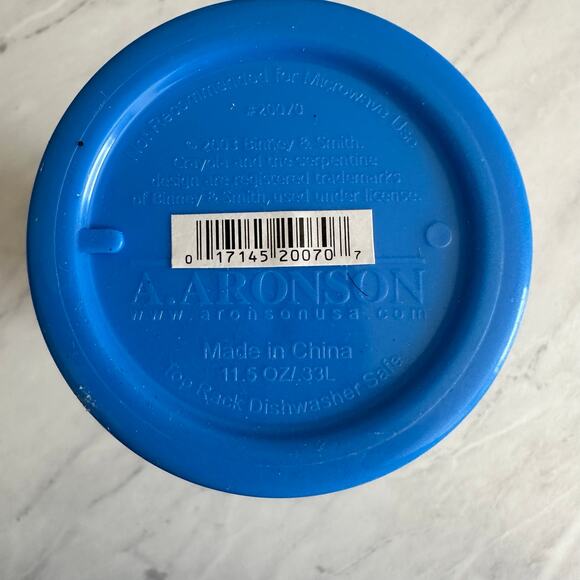 Not Recommended for Microwave Use
#20070
© 2003 Binney & Smith.
Crayola and the serpentine
design are registered trademarks
of Binney & Smith, used under license.
0 17145 20070 7
A.ARONSON
www.aronsonusa.com
Made in China
11.5 OZ/.33L
Top Rack Dishwasher Safe